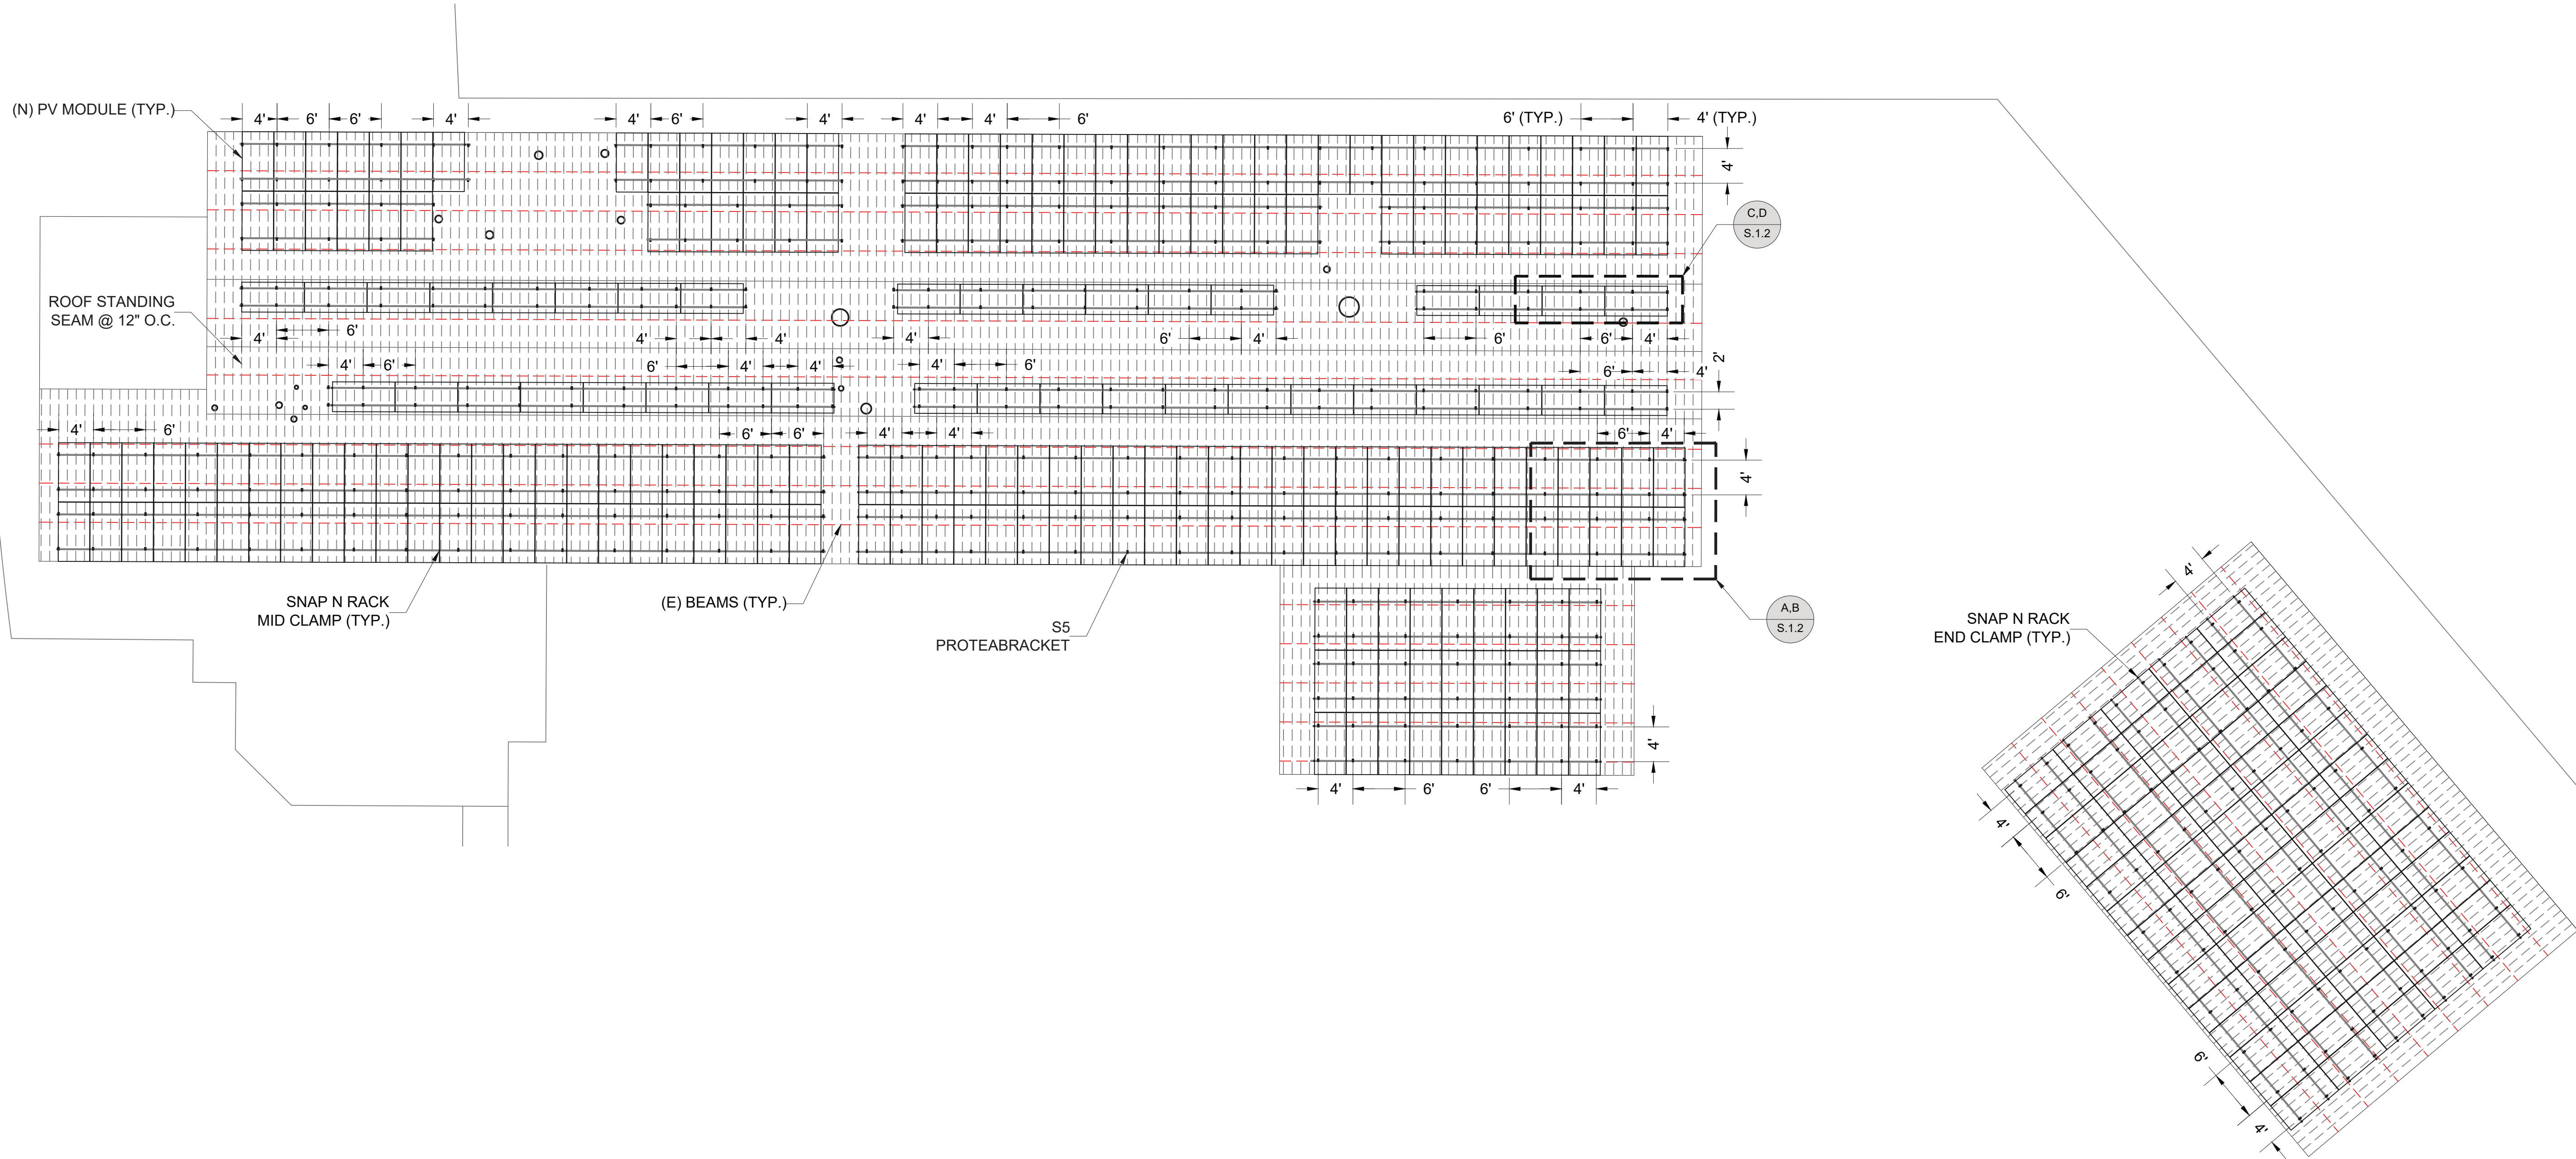 (N) PV MODULE (TYP.)
4' 6' 6' 4' 4' 6' 4' 4' 4' 6' 6' (TYP.) 4' (TYP.)
4'
C,D
S.1.2
ROOF STANDING
SEAM @ 12" O.C.
6'
4' 4' 4' 4' 6' 4' 6' 6' 4'
4' 6' 6' 4' 4' 4' 6' 6' 4'
2'
4' 6' 6' 6' 4' 4' 6' 4'
4'
SNAP N RACK
MID CLAMP (TYP.)
(E) BEAMS (TYP.)
S5
PROTEABRACKET
A,B
S.1.2
4'
4' 6' 6' 4'
SNAP N RACK
END CLAMP (TYP.)
4'
4'
6'
6'
4'